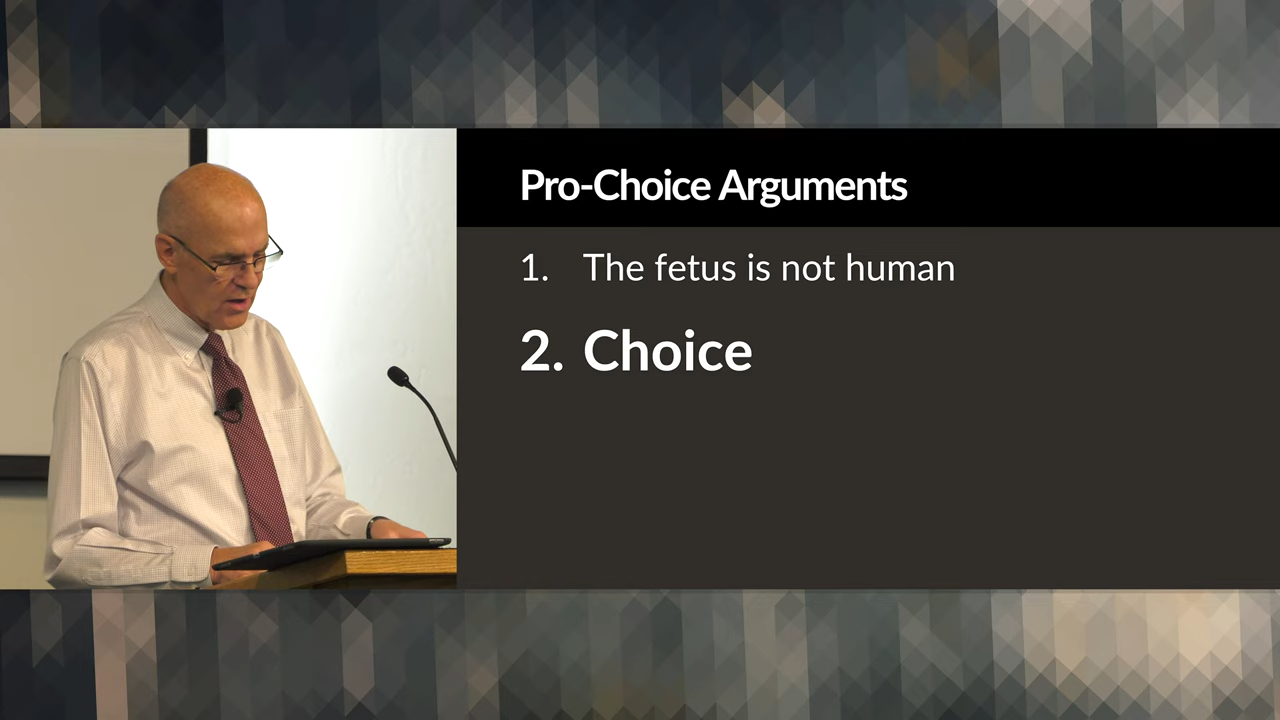 Pro-Choice Arguments
1. The fetus is not human
2. Choice